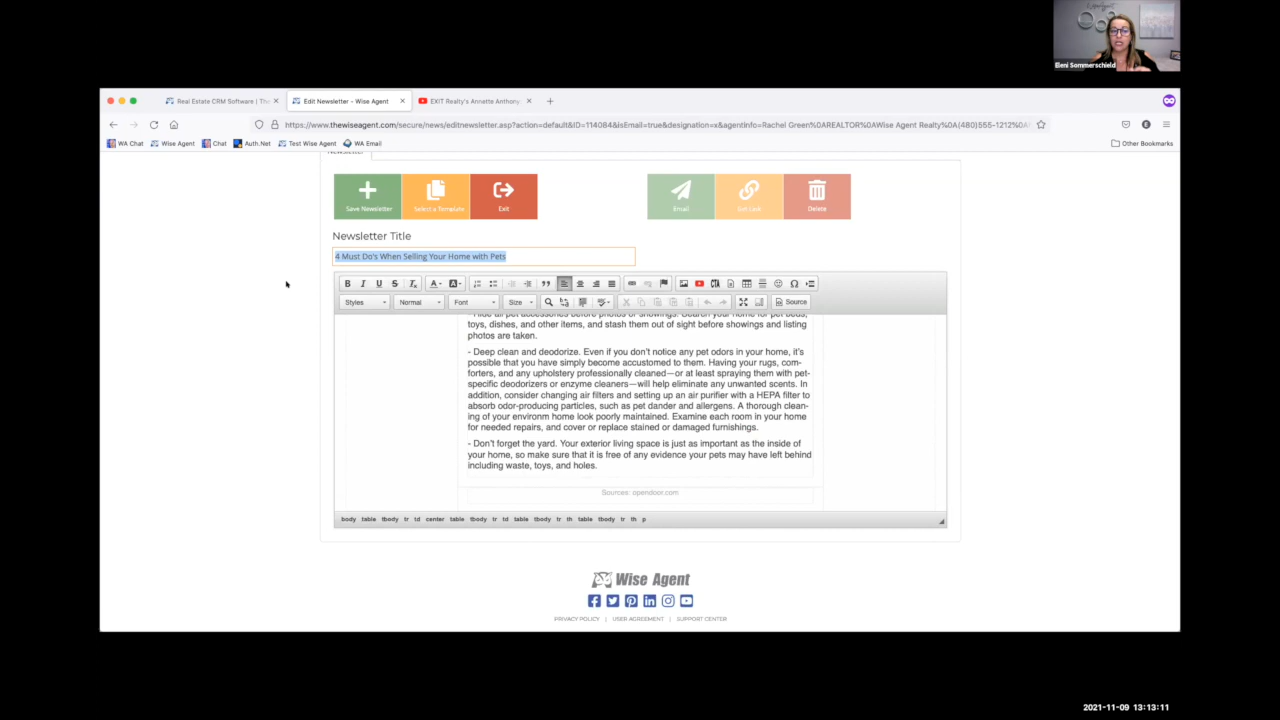 Eleni Sommerschield
Real Estate CRM Software | The
Edit Newsletter - Wise Agent
EXIT Realty's Annette Anthony
https://www.thewiseagent.com/secure/news/editnewsletter.asp?action=default&ID=114084&isEmail=true&designation=x&agentinfo=Rachel Green%0AREALTOR%0AWise Agent Realty%0A(480)555-1212%0A
WA Chat Wise Agent Chat Auth.Net Test Wise Agent WA Email Other Bookmarks
Save Newsletter Select a Template Exit Email Get Link Delete
Newsletter Title
4 Must Do's When Selling Your Home with Pets
Styles Normal Font Size Source
- Hide all pet accessories before photos or showings. Search your home for pet beds,
toys, dishes, and other items, and stash them out of sight before showings and listing
photos are taken.
- Deep clean and deodorize. Even if you don't notice any pet odors in your home, it's
possible that you have simply become accustomed to them. Having your rugs, com-
forters, and any upholstery professionally cleaned—or at least spraying them with pet-
specific deodorizers or enzyme cleaners—will help eliminate any unwanted scents. In
addition, consider changing air filters and setting up an air purifier with a HEPA filter to
absorb odor-producing particles, such as pet dander and allergens. A thorough clean-
ing of your environm home look poorly maintained. Examine each room in your home
for needed repairs, and cover or replace stained or damaged furnishings.
- Don't forget the yard. Your exterior living space is just as important as the inside of
your home, so make sure that it is free of any evidence your pets may have left behind
including waste, toys, and holes.
Sources: opendoor.com
body table tbody tr td center table tbody tr td table tbody tr th table tbody tr th p
Wise Agent
PRIVACY POLICY | USER AGREEMENT | SUPPORT CENTER
2021-11-09 13:13:11